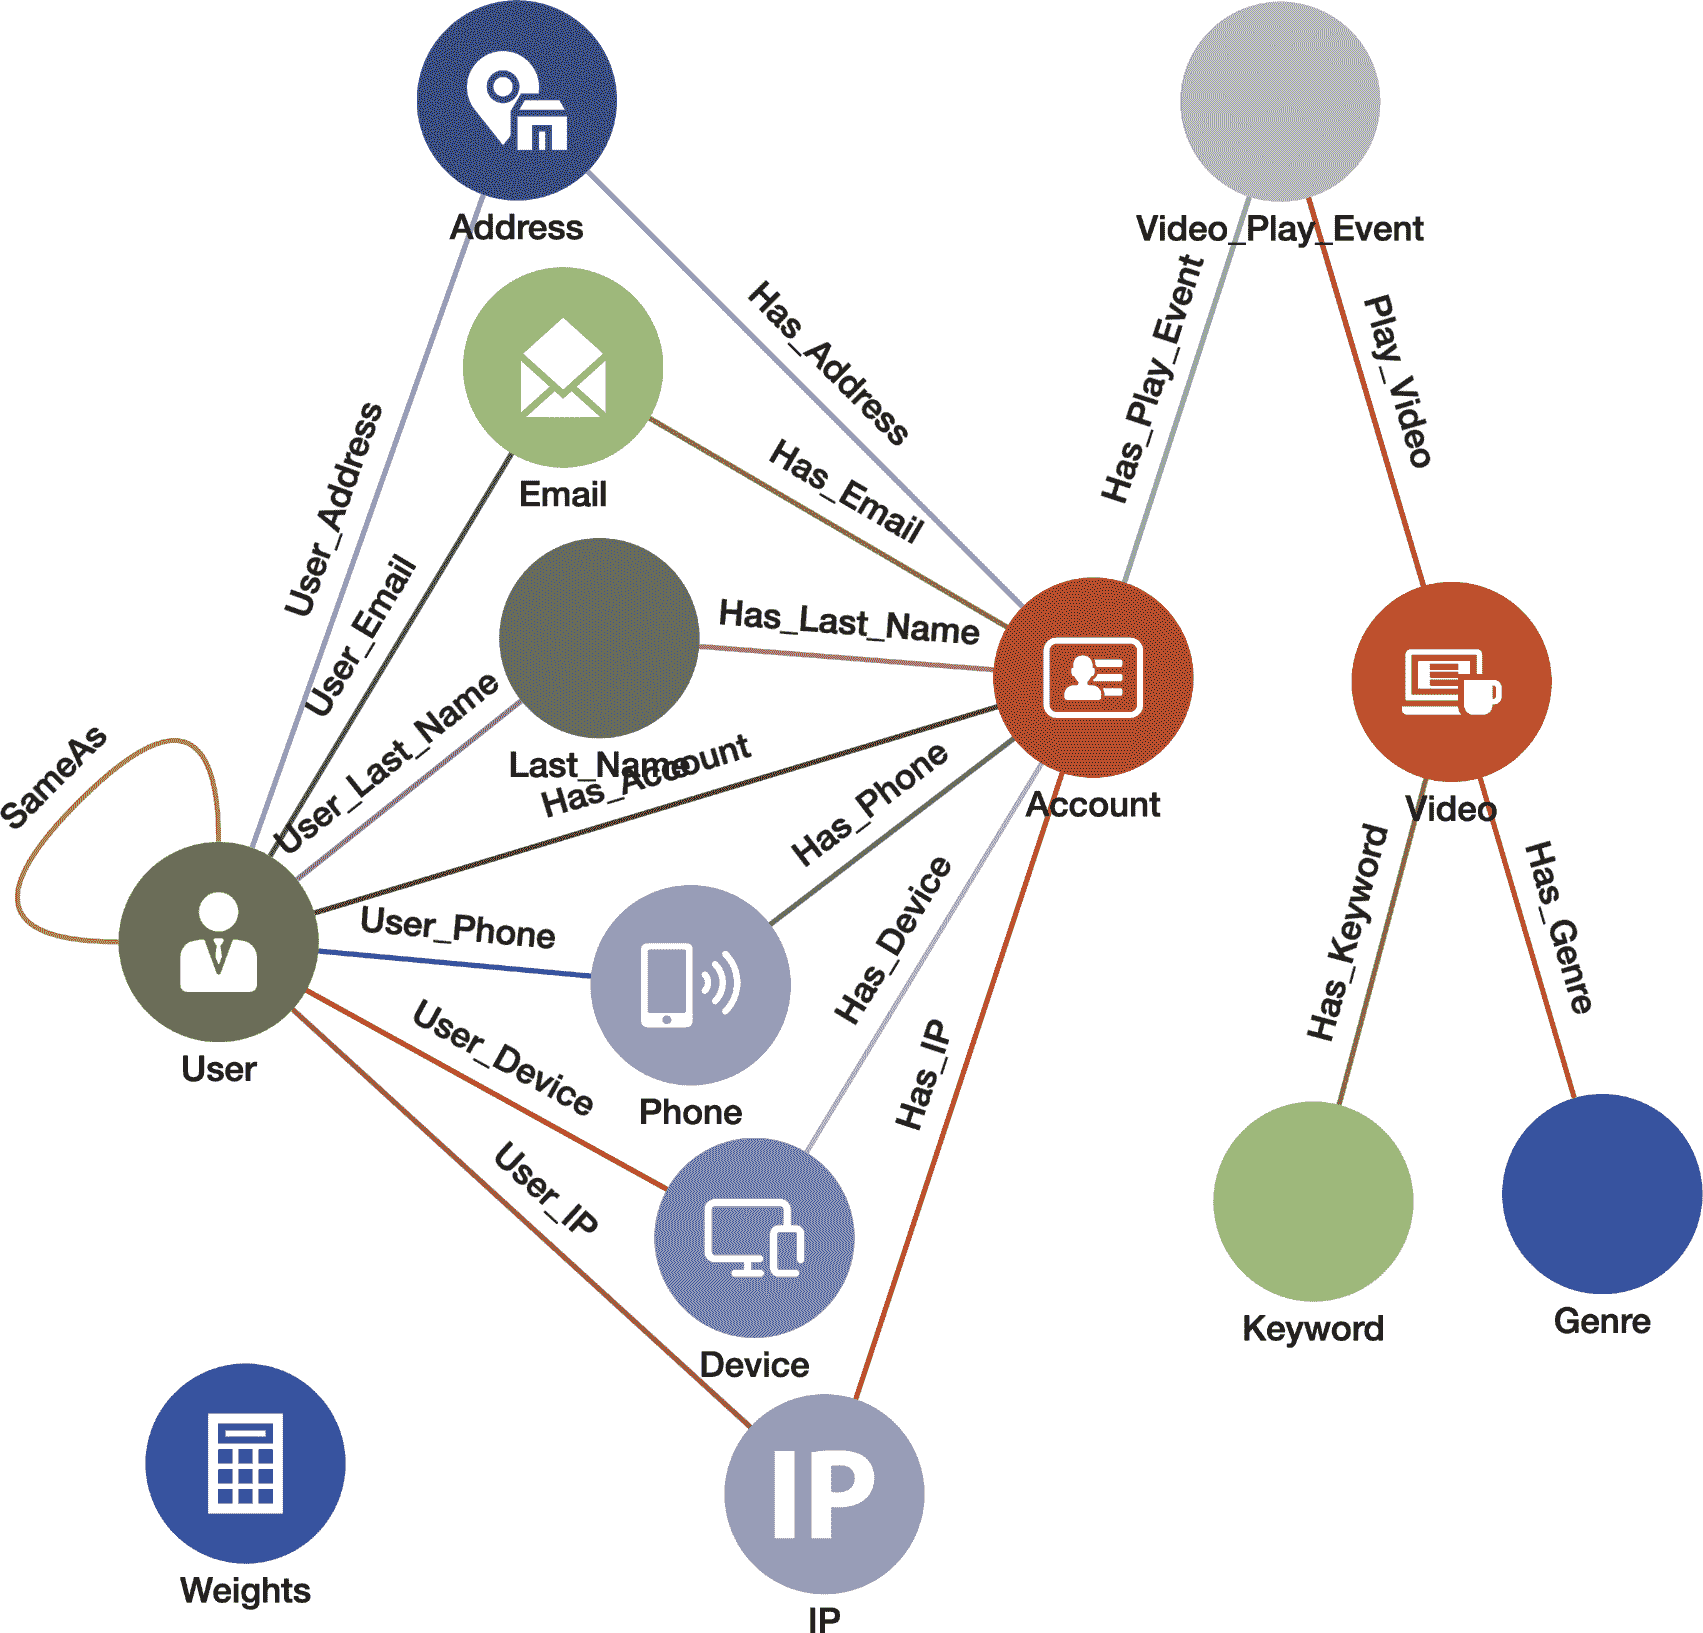 Address
Video_Play_Event
Has_Address
Has_Play_Event
Play_Video
User_Address
Email
Has_Email
User_Email
Has_Last_Name
User_Last_Name
Last_Name
Has_Account
SameAs
Account
Video
Has_Phone
User_Phone
Has_Device
Has_Keyword
Has_Genre
User
User_Device
Phone
Has_IP
User_IP
Device
Keyword
Genre
IP
Weights
IP